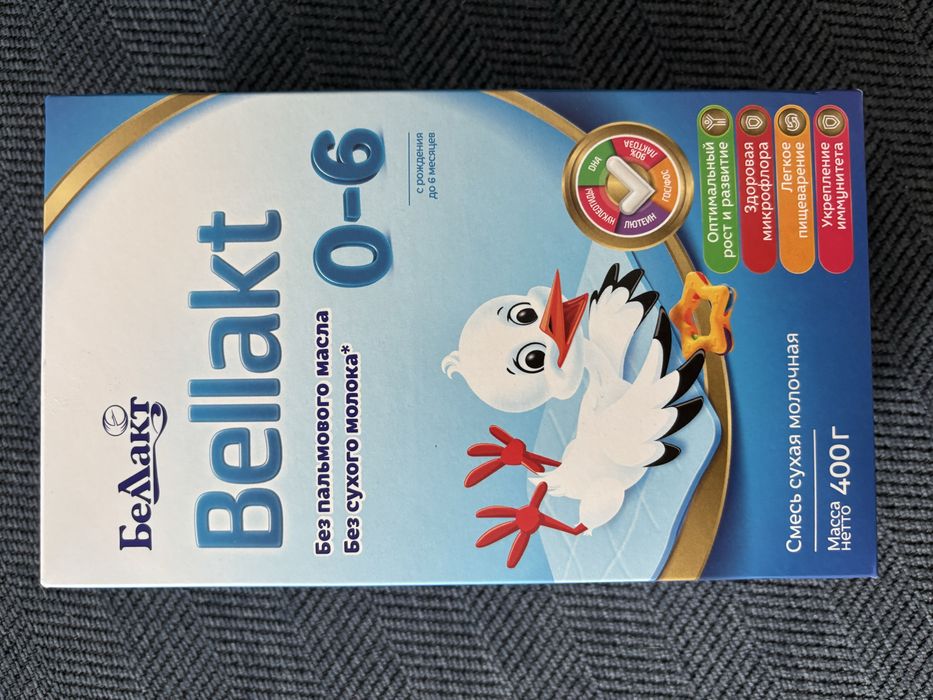 Беллакт
Bellakt
0-6
с рождения
до 6 месяцев
Без пальмового масла
Без сухого молока*
DHA
90% ЛАКТОЗА
ГОС/ФОС
ЛЮТЕИН
НУКЛЕОТИДЫ
Оптимальный
рост и развитие
Здоровая
микрофлора
Легкое
пищеварение
Укрепление
иммунитета
Смесь сухая молочная
Масса
нетто 400 г